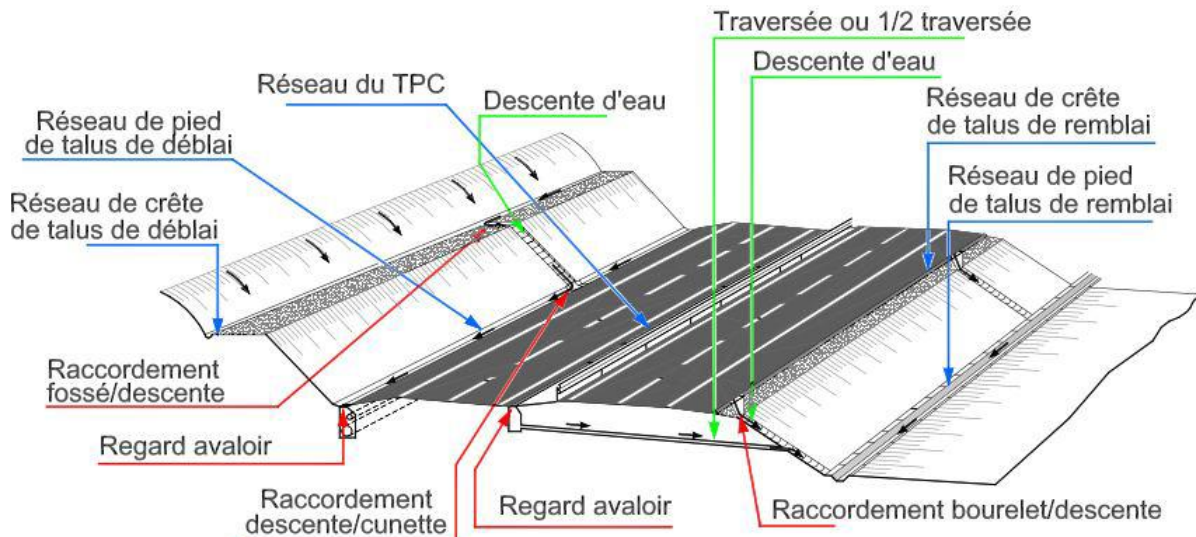 Traversée ou 1/2 traversée
Descente d'eau
Réseau du TPC
Descente d'eau
Réseau de crête
de talus de remblai
Réseau de pied
de talus de déblai
Réseau de pied
de talus de remblai
Réseau de crête
de talus de déblai
Raccordement
fossé/descente
Regard avaloir
Raccordement
descente/cunette
Regard avaloir
Raccordement bourelet/descente